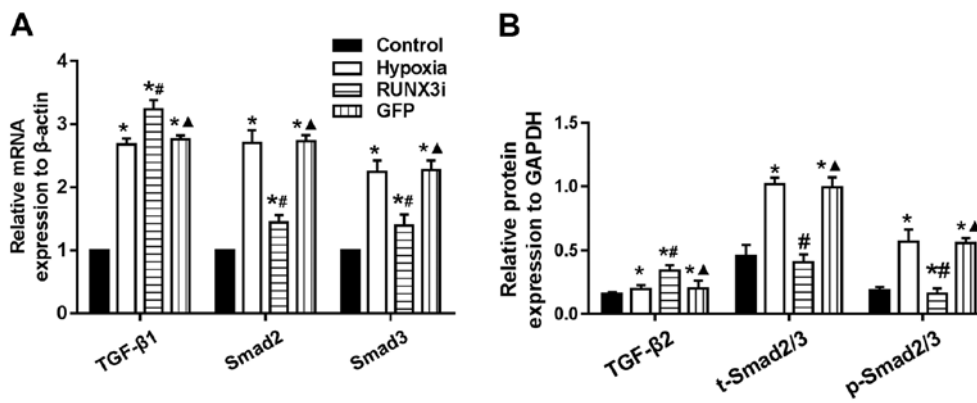 A
Relative mRNA
expression to β-actin
4
3
2
1
0
Control
Hypoxia
RUNX3i
GFP
* *# *▲
* *# *▲
* *# *▲
TGF-β1 Smad2 Smad3
B
Relative protein
expression to GAPDH
1.5
1.0
0.5
0.0
* *# *▲
* # *▲
* *# *▲
TGF-β2 t-Smad2/3 p-Smad2/3